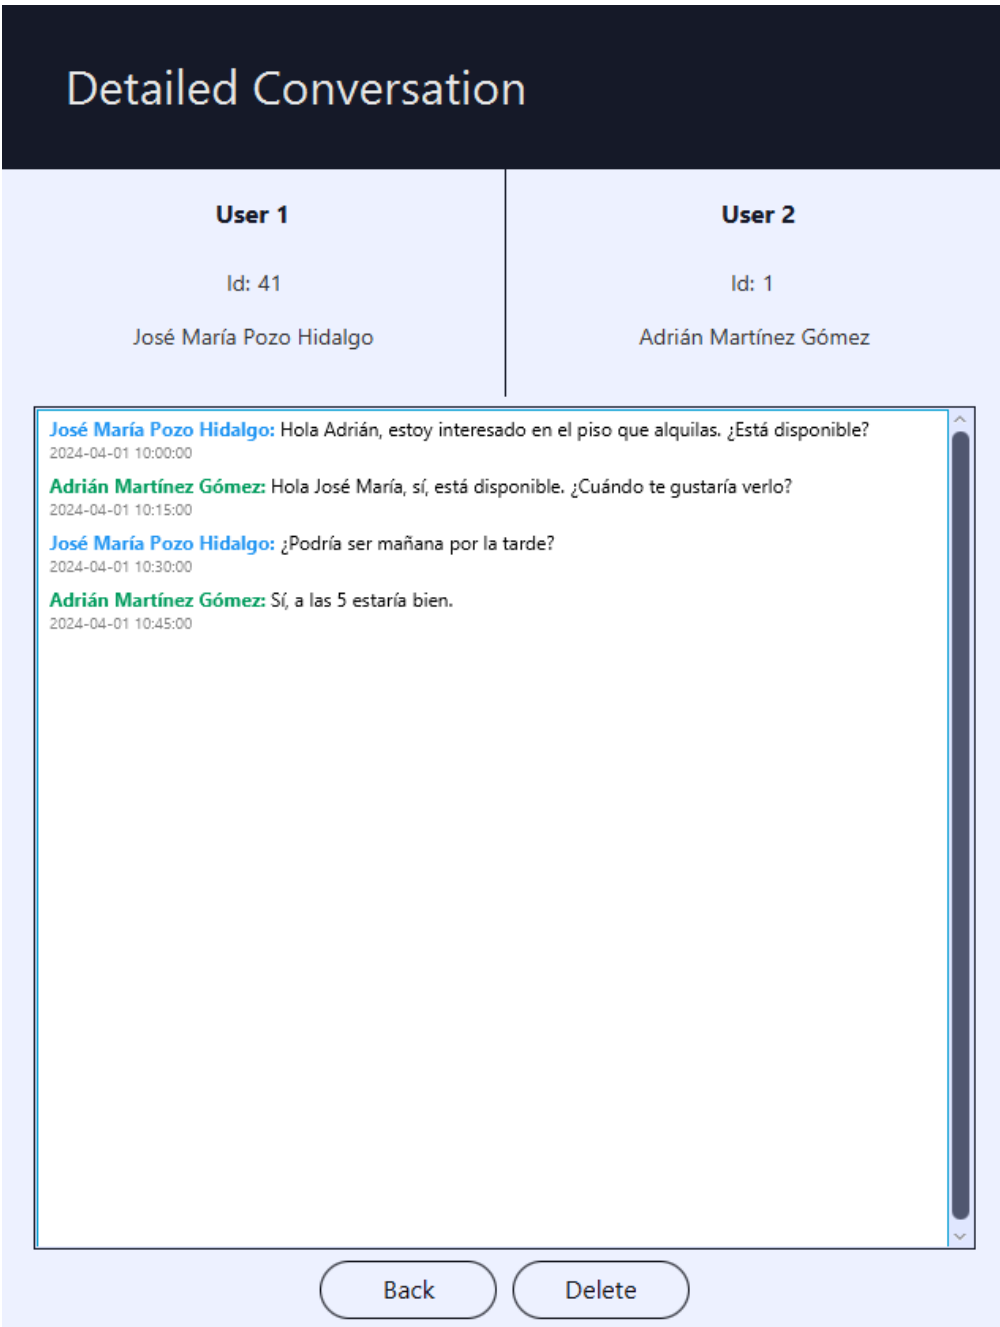 Detailed Conversation
User 1
User 2
Id: 41
Id: 1
José María Pozo Hidalgo
Adrián Martínez Gómez
José María Pozo Hidalgo: Hola Adrián, estoy interesado en el piso que alquilas. ¿Está disponible?
2024-04-01 10:00:00
Adrián Martínez Gómez: Hola José María, sí, está disponible. ¿Cuándo te gustaría verlo?
2024-04-01 10:15:00
José María Pozo Hidalgo: ¿Podría ser mañana por la tarde?
2024-04-01 10:30:00
Adrián Martínez Gómez: Sí, a las 5 estaría bien.
2024-04-01 10:45:00
Back
Delete